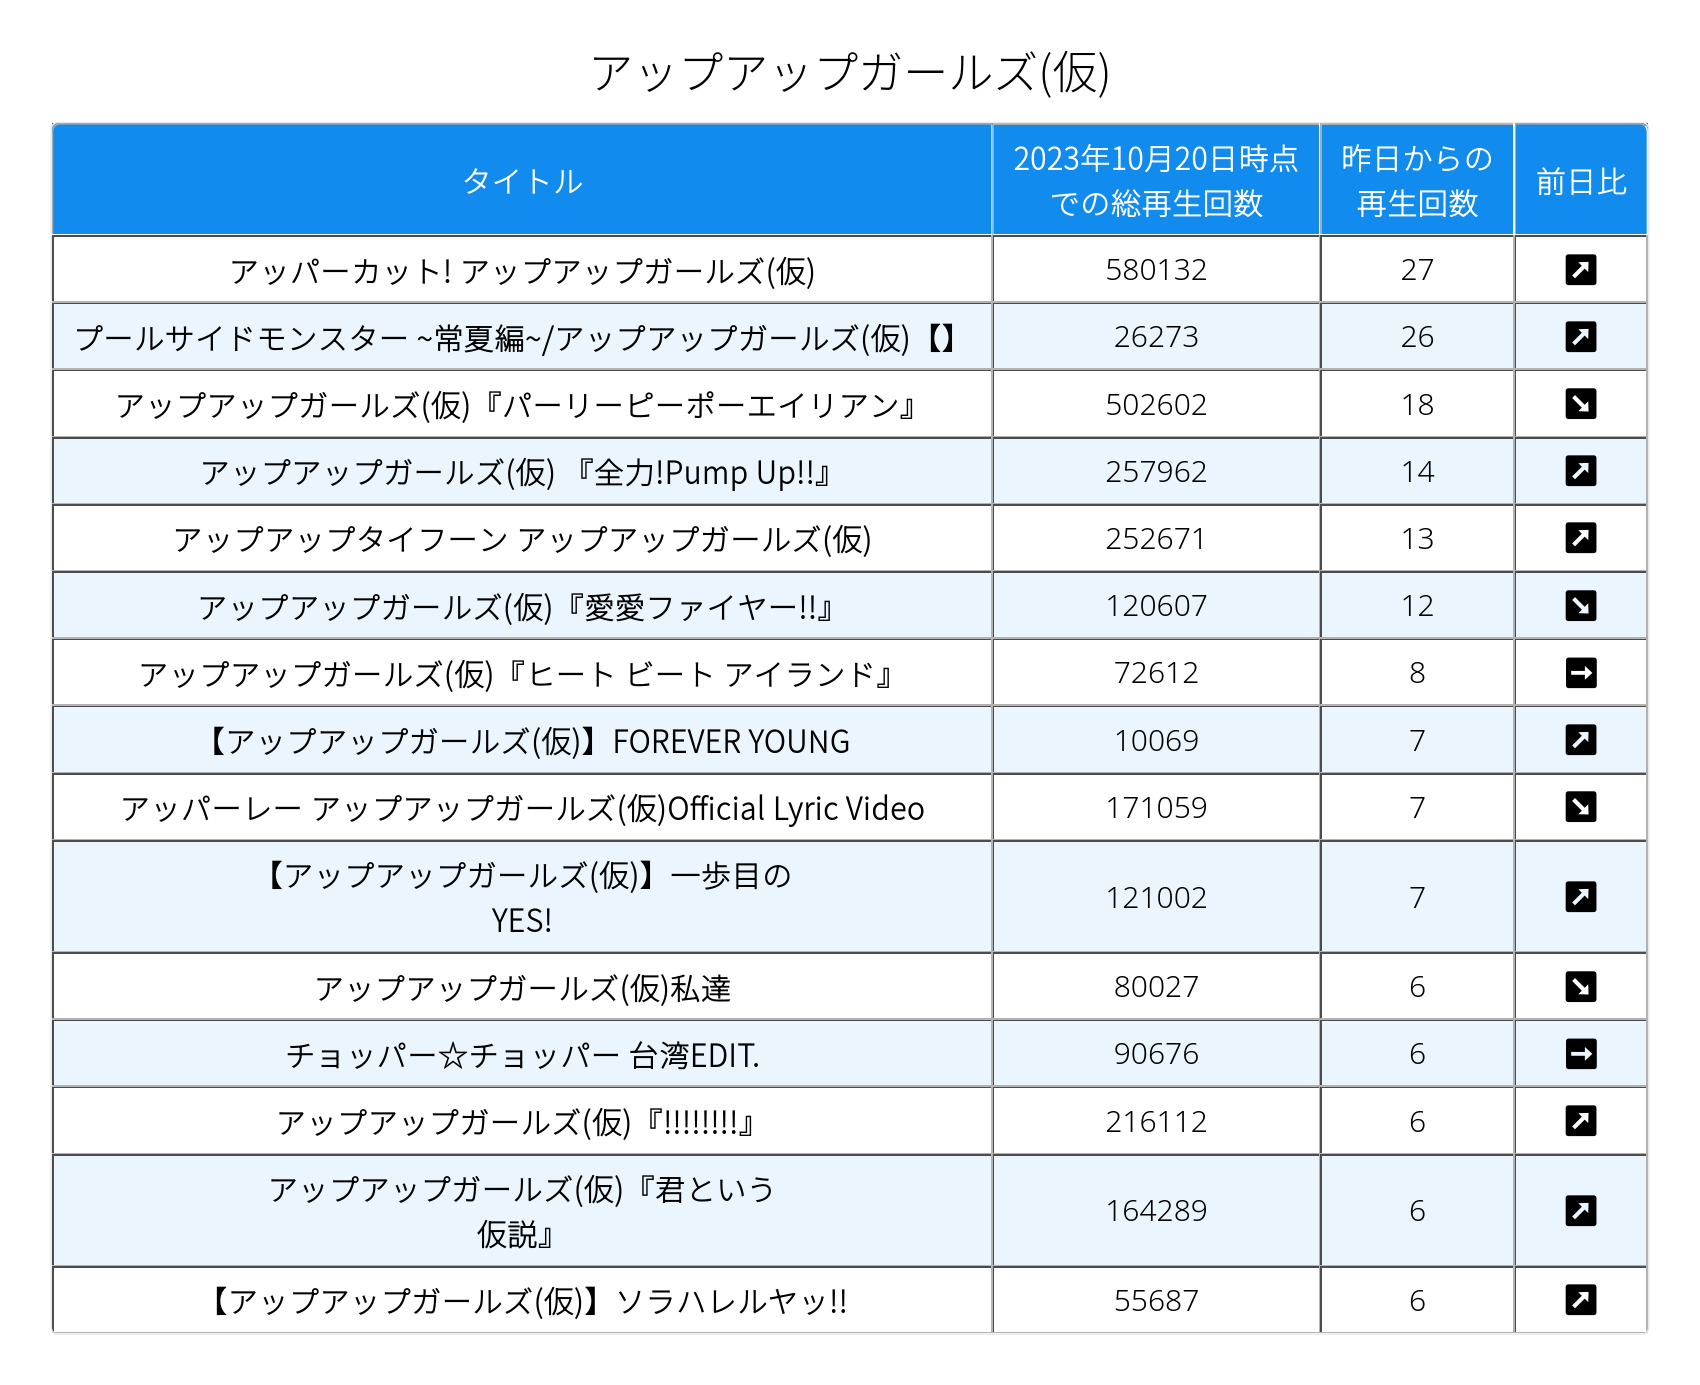 アップアップガールズ(仮)
タイトル
2023年10月20日時点
での総再生回数
昨日からの
再生回数
前日比
アッパーカット! アップアップガールズ(仮) 580132 27 ↗
プールサイドモンスター ~常夏編~/アップアップガールズ(仮)【】 26273 26 ↗
アップアップガールズ(仮)『パーリーピーポーエイリアン』 502602 18 ↘
アップアップガールズ(仮) 『全力!Pump Up!!』 257962 14 ↗
アップアップタイフーン アップアップガールズ(仮) 252671 13 ↗
アップアップガールズ(仮)『愛愛ファイヤー!!』 120607 12 ↘
アップアップガールズ(仮)『ヒート ビート アイランド』 72612 8 →
【アップアップガールズ(仮)】FOREVER YOUNG 10069 7 ↗
アッパーレー アップアップガールズ(仮)Official Lyric Video 171059 7 ↘
【アップアップガールズ(仮)】一歩目の
YES! 121002 7 ↗
アップアップガールズ(仮)私達 80027 6 ↘
チョッパー☆チョッパー 台湾EDIT. 90676 6 →
アップアップガールズ(仮)『!!!!!!!!』 216112 6 ↗
アップアップガールズ(仮)『君という
仮説』 164289 6 ↗
【アップアップガールズ(仮)】ソラハレルヤッ!! 55687 6 ↗